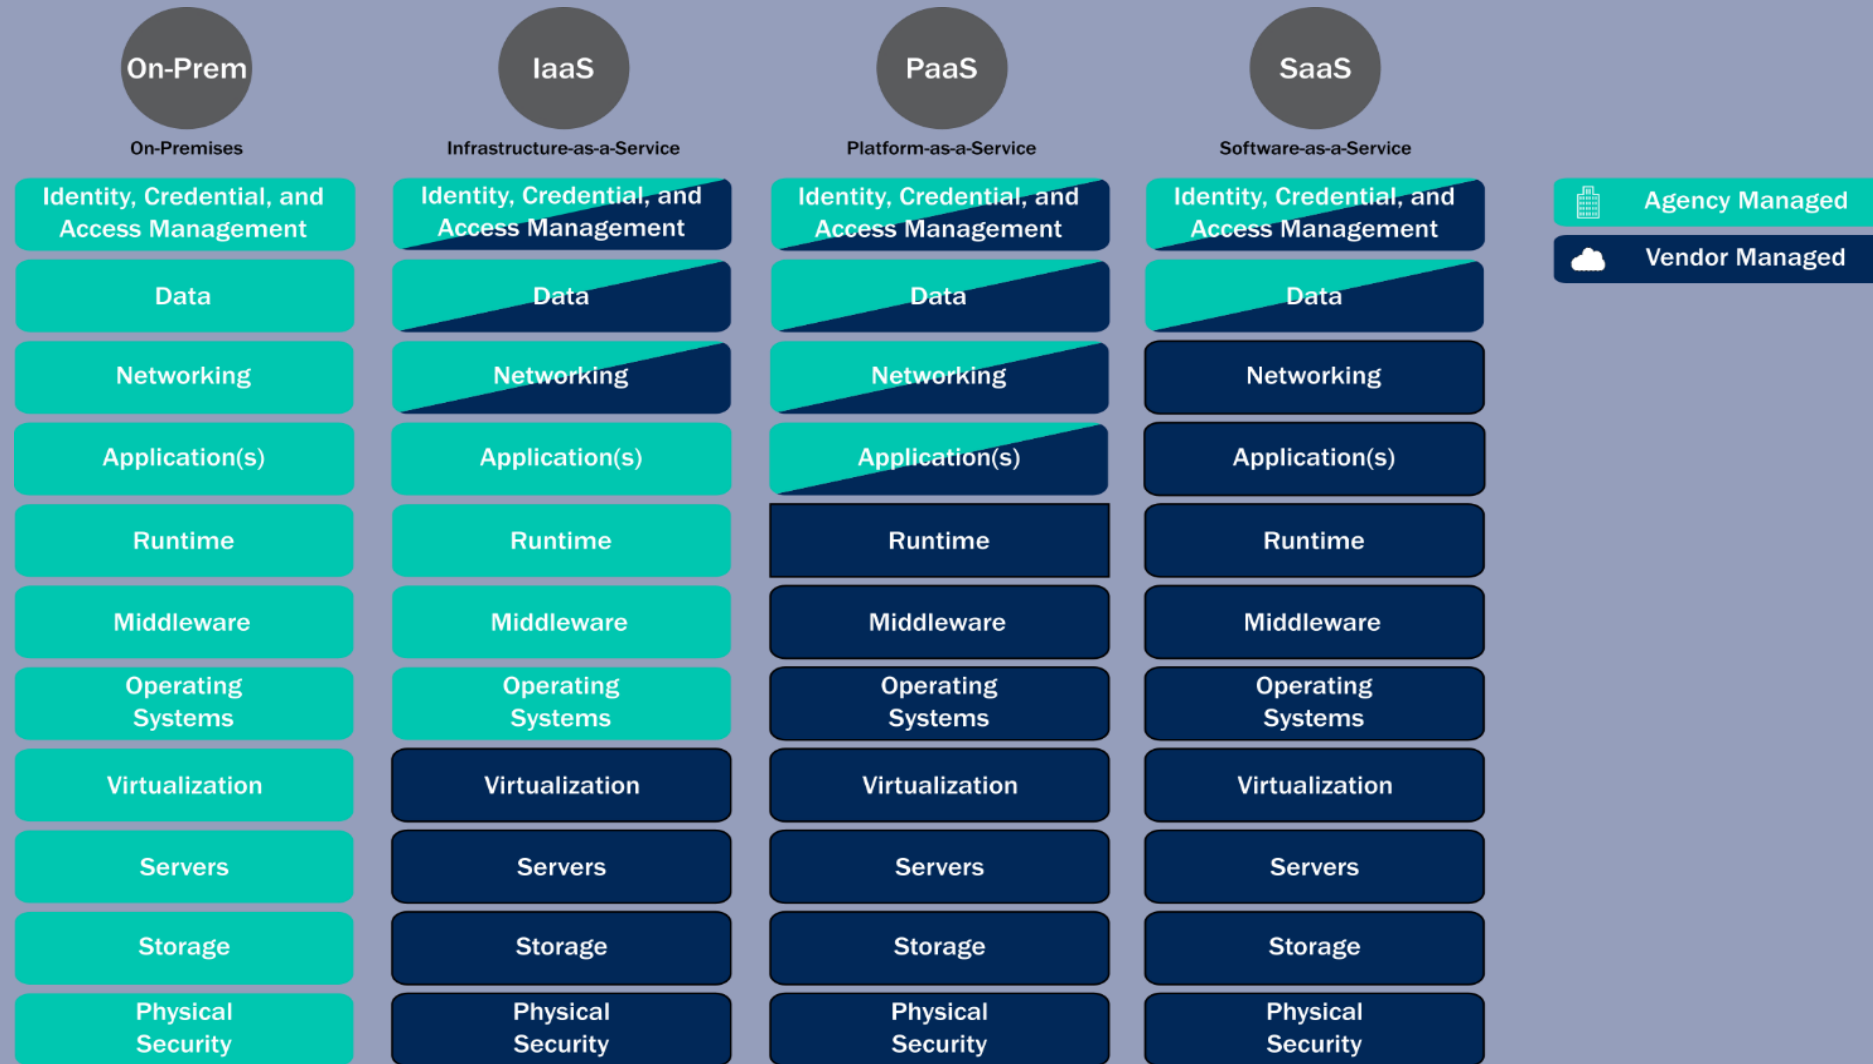 On-Prem
On-Premises
Identity, Credential, and
Access Management
Data
Networking
Application(s)
Runtime
Middleware
Operating
Systems
Virtualization
Servers
Storage
Physical
Security
IaaS
Infrastructure-as-a-Service
Identity, Credential, and
Access Management
Data
Networking
Application(s)
Runtime
Middleware
Operating
Systems
Virtualization
Servers
Storage
Physical
Security
PaaS
Platform-as-a-Service
Identity, Credential, and
Access Management
Data
Networking
Application(s)
Runtime
Middleware
Operating
Systems
Virtualization
Servers
Storage
Physical
Security
SaaS
Software-as-a-Service
Identity, Credential, and
Access Management
Data
Networking
Application(s)
Runtime
Middleware
Operating
Systems
Virtualization
Servers
Storage
Physical
Security
Agency Managed
Vendor Managed